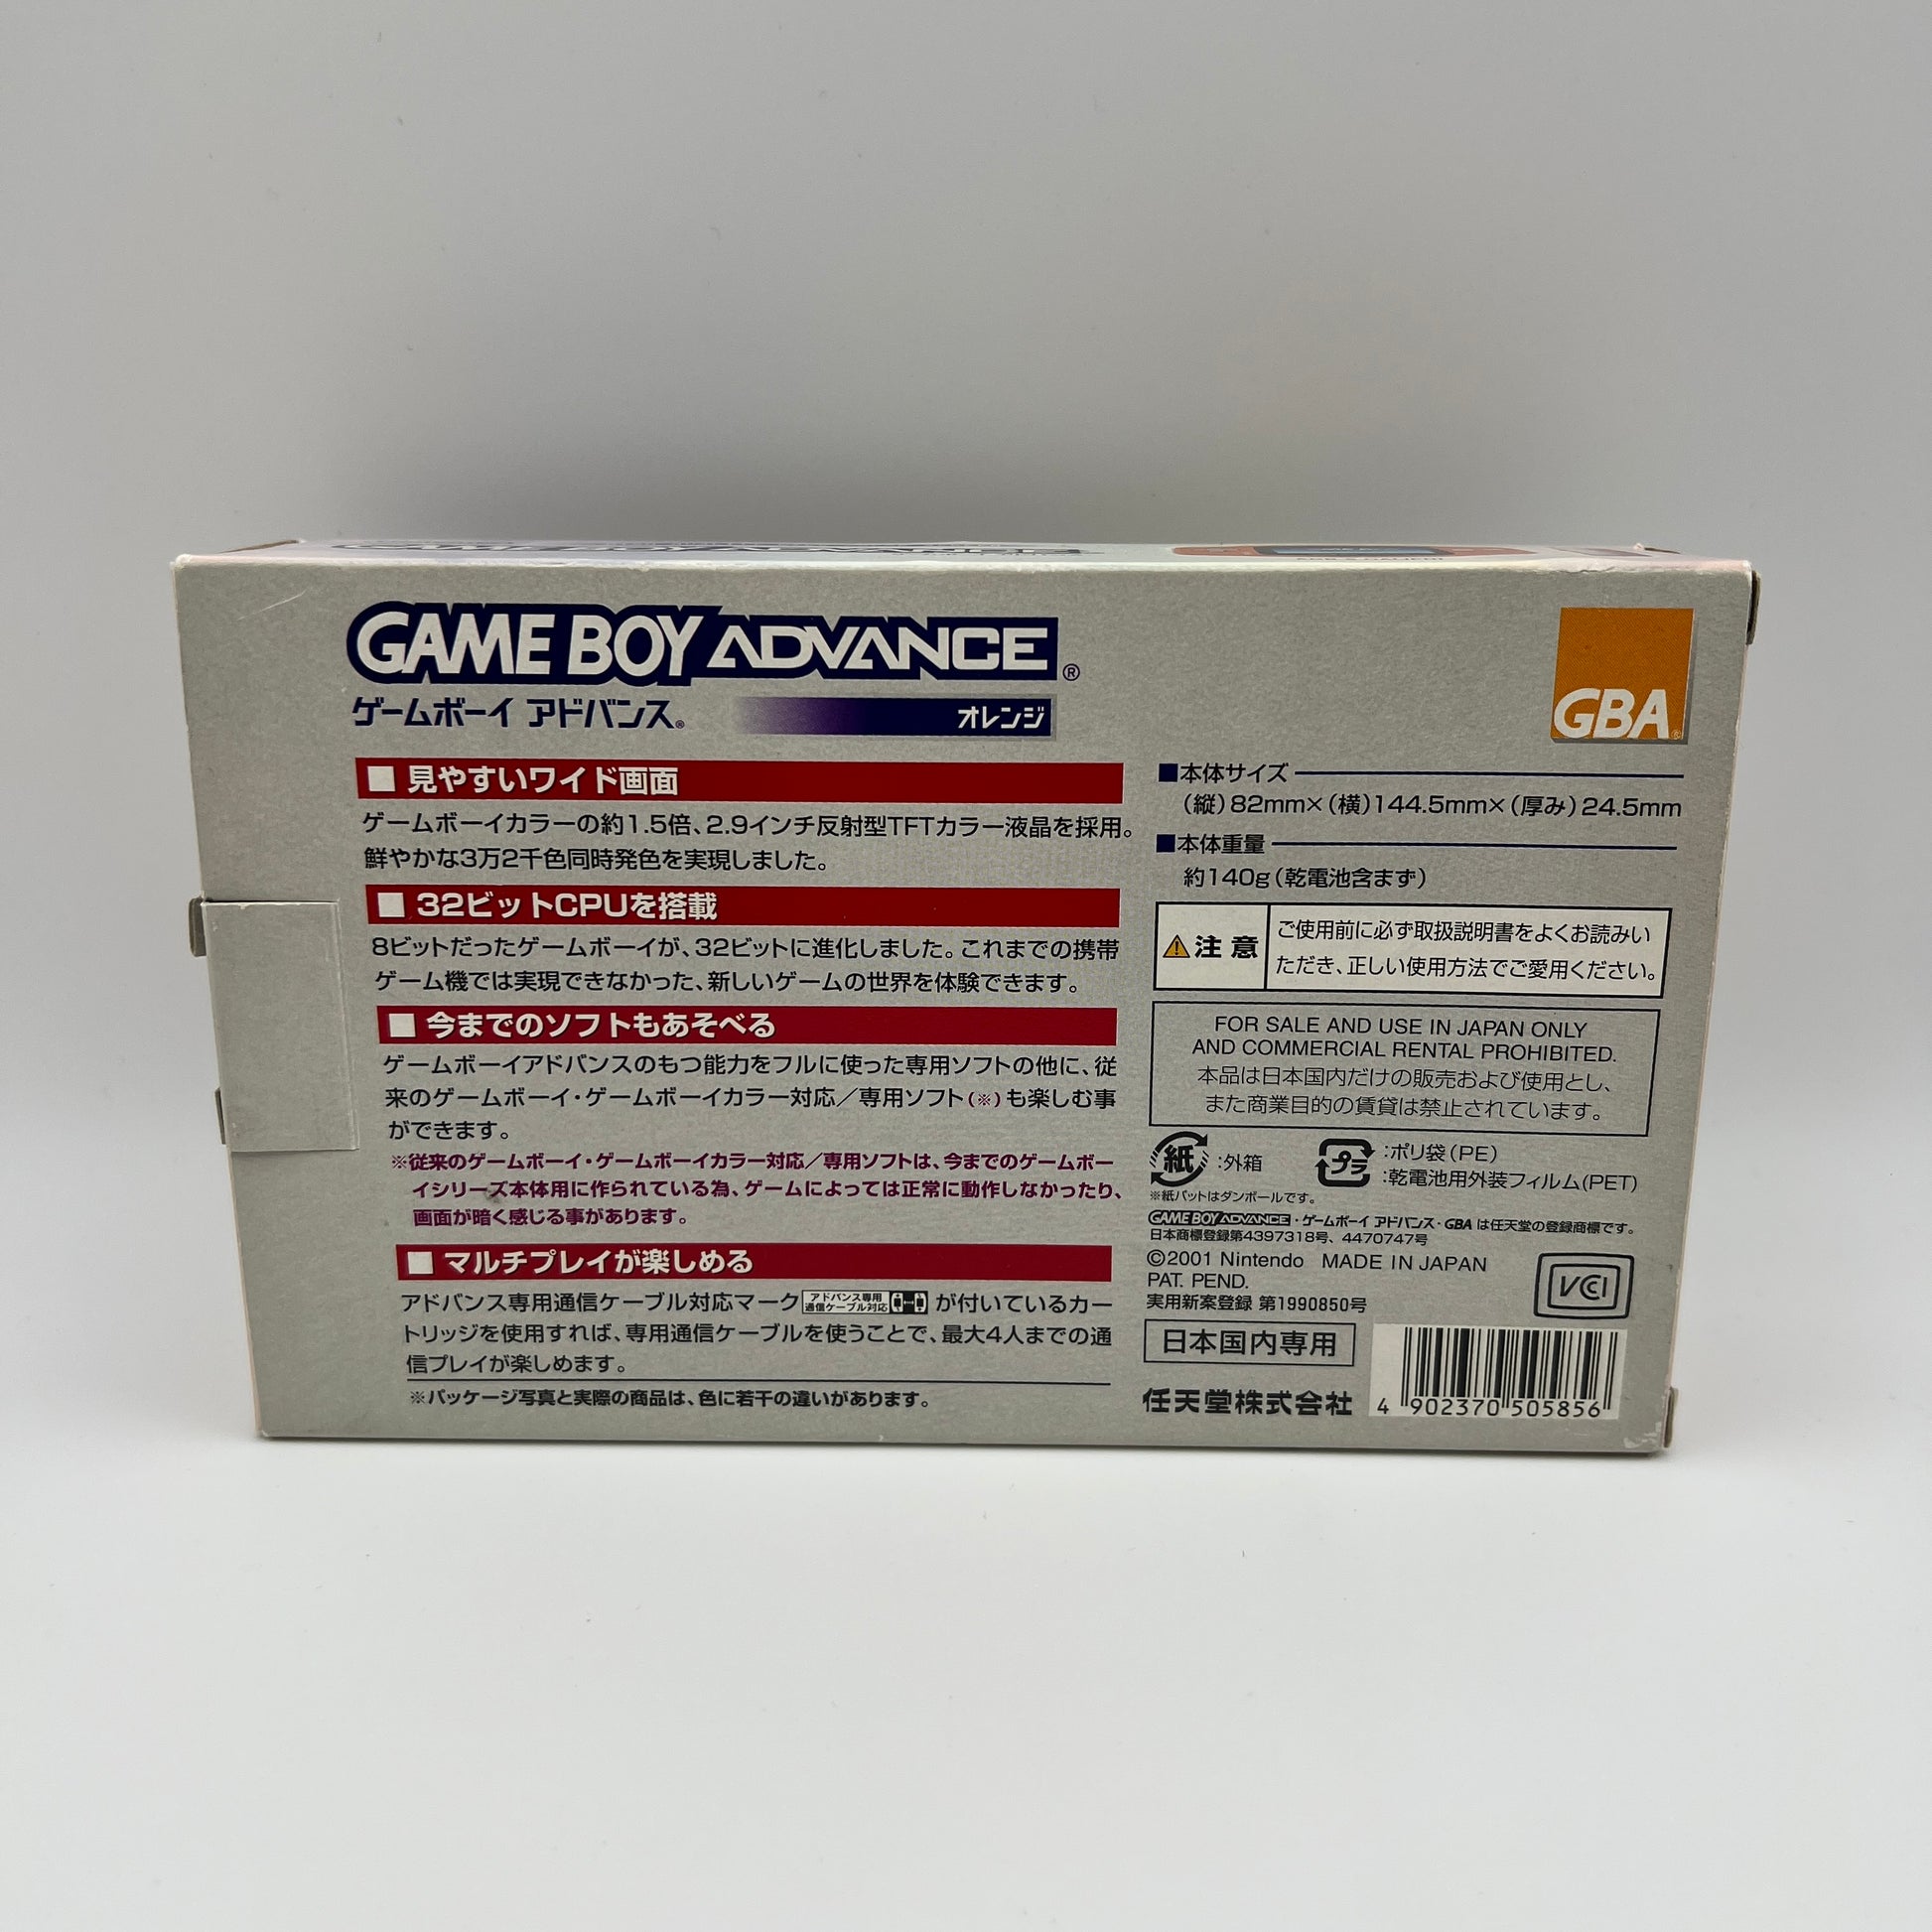 GAME BOY ADVANCE®
ゲームボーイ アドバンス®
オレンジ
GBA®
■ 見やすいワイド画面
ゲームボーイカラーの約1.5倍、2.9インチ反射型TFTカラー液晶を採用。
鮮やかな3万2千色同時発色を実現しました。
■ 32ビットCPUを搭載
8ビットだったゲームボーイが、32ビットに進化しました。これまでの携帯
ゲーム機では実現できなかった、新しいゲームの世界を体験できます。
■ 今までのソフトもあそべる
ゲームボーイアドバンスのもつ能力をフルに使った専用ソフトの他に、従
来のゲームボーイ・ゲームボーイカラー対応／専用ソフト(※)も楽しむ事
ができます。
※従来のゲームボーイ・ゲームボーイカラー対応／専用ソフトは、今までのゲームボー
イシリーズ本体用に作られている為、ゲームによっては正常に動作しなかったり、
画面が暗く感じる事があります。
■ マルチプレイが楽しめる
アドバンス専用通信ケーブル対応マーク アドバンス専用 通信ケーブル対応 が付いているカー
トリッジを使用すれば、専用通信ケーブルを使うことで、最大4人までの通
信プレイが楽しめます。
※パッケージ写真と実際の商品は、色に若干の違いがあります。
■本体サイズ
(縦)82mm×(横)144.5mm×(厚み)24.5mm
■本体重量
約140g(乾電池含まず)
注意
ご使用前に必ず取扱説明書をよくお読みい
ただき、正しい使用方法でご愛用ください。
FOR SALE AND USE IN JAPAN ONLY
AND COMMERCIAL RENTAL PROHIBITED.
本品は日本国内だけの販売および使用とし、
また商業目的の賃貸は禁止されています。
紙 :外箱
プラ :ポリ袋(PE)
:乾電池用外装フィルム(PET)
※紙パットはダンボールです。
GAME BOY ADVANCE・ゲームボーイ アドバンス・GBA は任天堂の登録商標です。
日本商標登録第4397318号、4470747号
©2001 Nintendo MADE IN JAPAN
PAT. PEND.
実用新案登録 第1990850号
VCCI
日本国内専用
任天堂株式会社
4 902370 505856